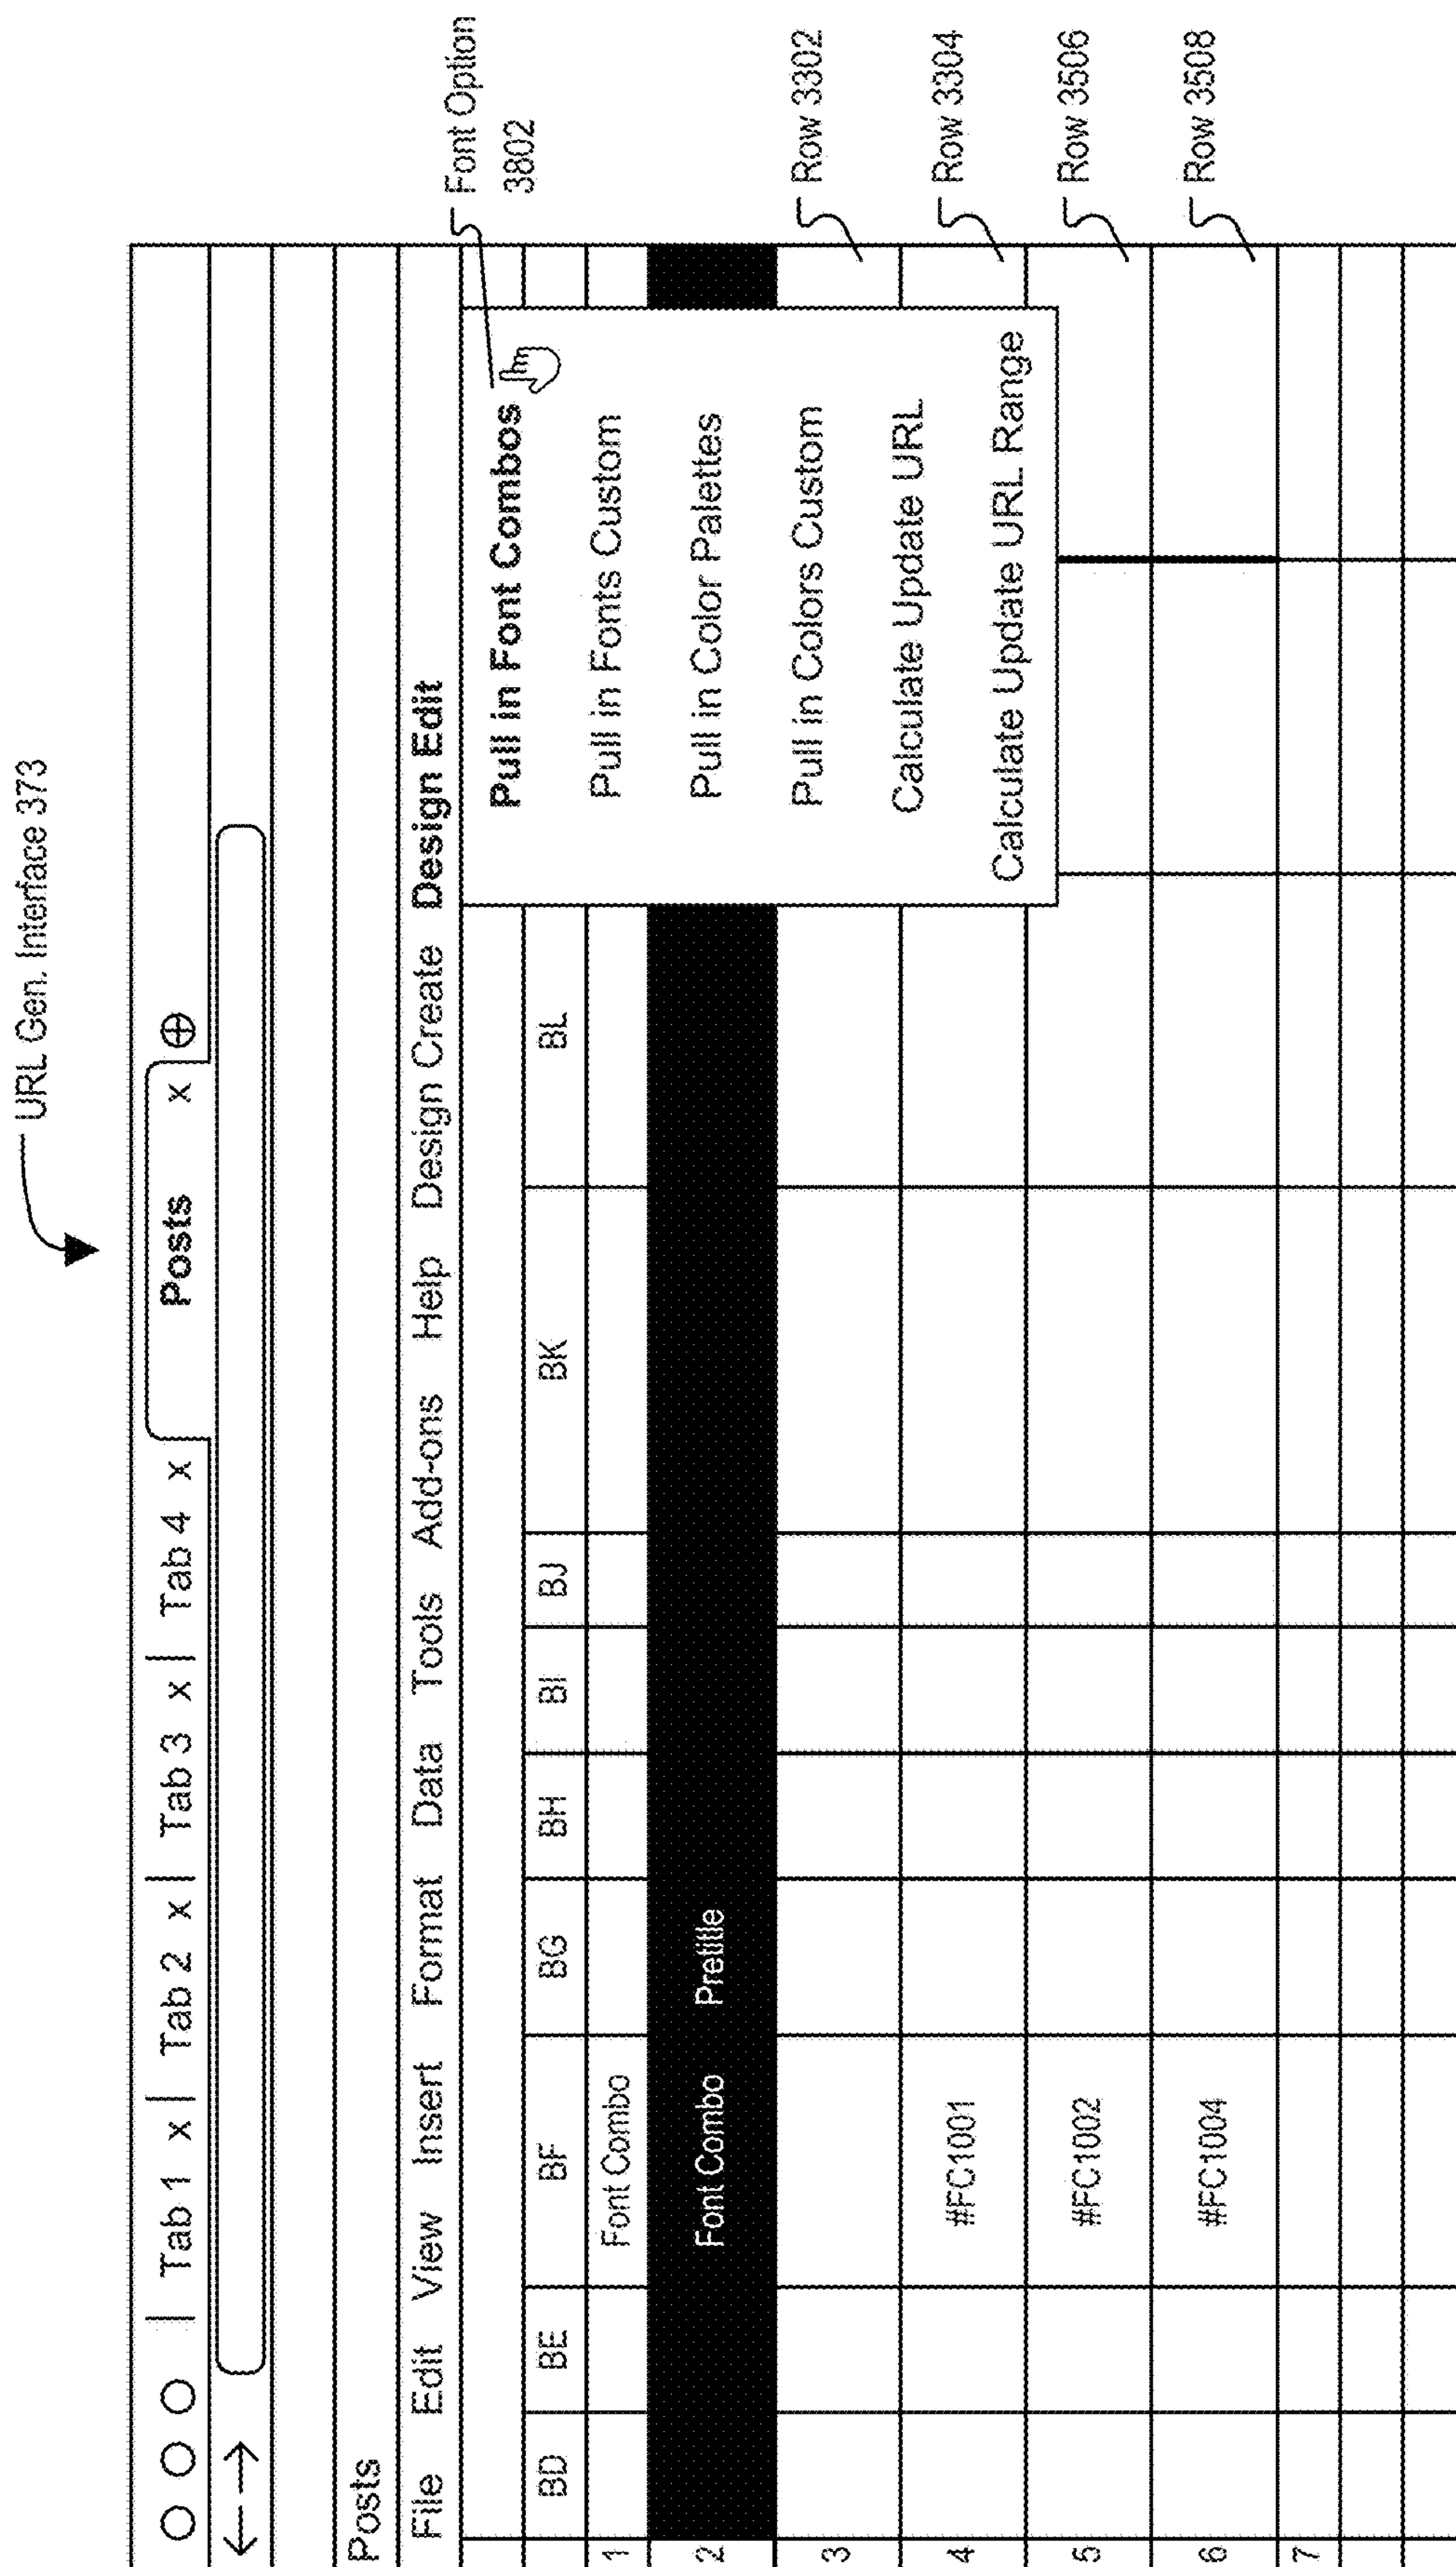 URL Gen. Interface 373
Tab 1 x | Tab 2 x | Tab 3 x | Tab 4 x Posts x
Posts
File Edit View Insert Format Data Tools Add-ons Help Design Create Design Edit
Pull in Font Combos
Pull in Fonts Custom
Pull in Color Palettes
Pull in Colors Custom
Calculate Update URL
Calculate Update URL Range
Font Option
3802
BD BE BF BG BH BI BJ BK BL
1 Font Combo
2 Font Combo Pretitle
3 Row 3302
4 #FC1001 Row 3304
5 #FC1002 Row 3506
6 #FC1004 Row 3508
7